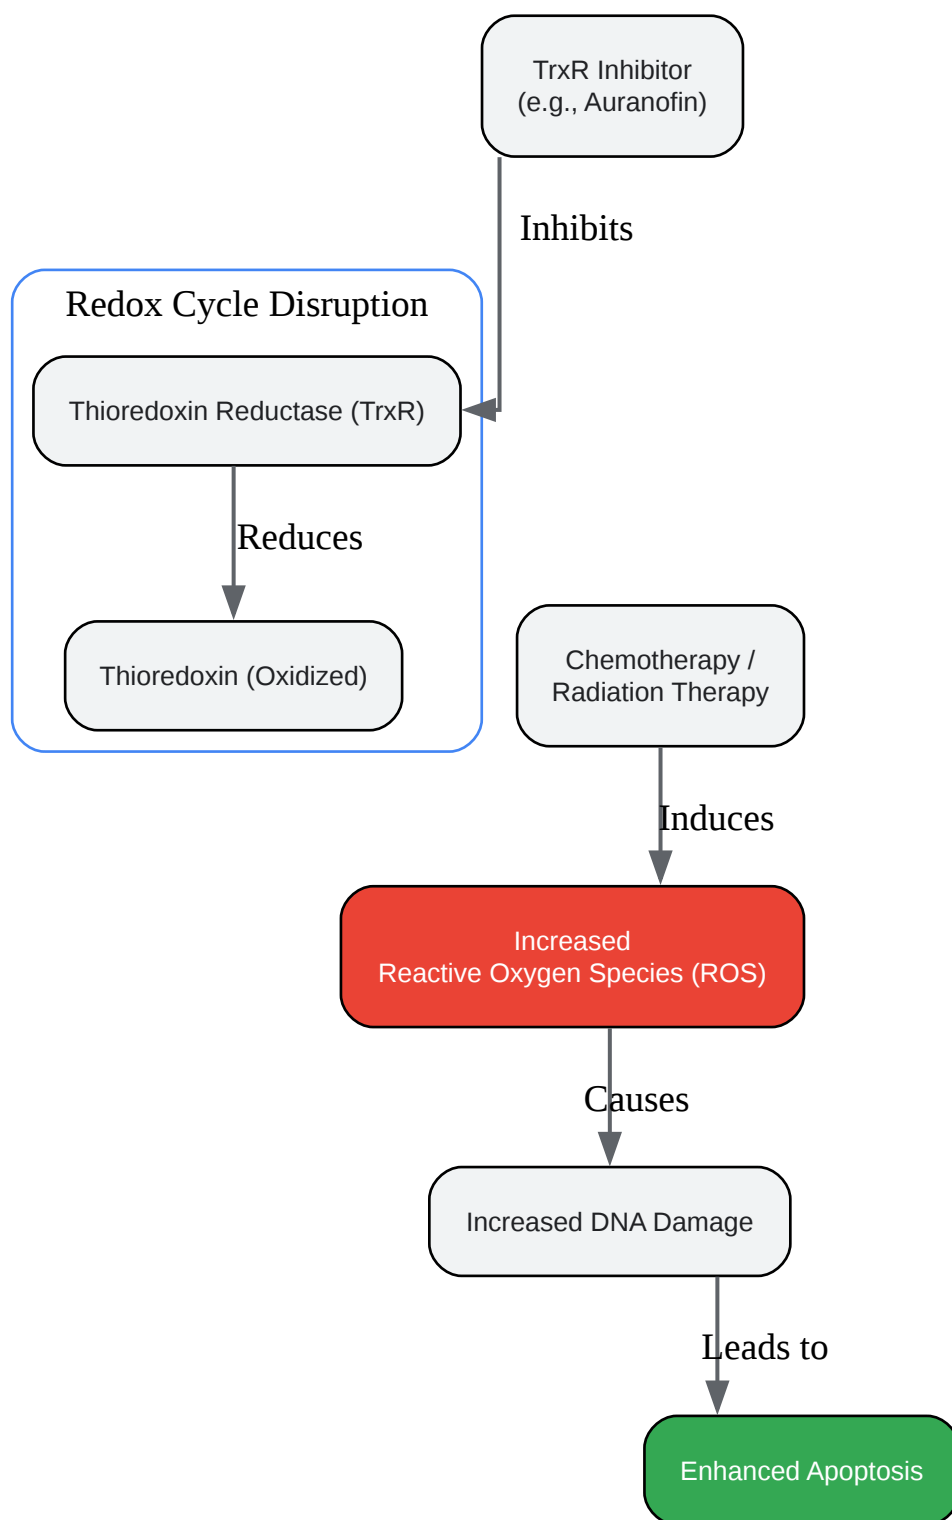 TrxR Inhibitor
(e.g., Auranofin)
Inhibits
Redox Cycle Disruption
Thioredoxin Reductase (TrxR)
Reduces
Thioredoxin (Oxidized)
Chemotherapy /
Radiation Therapy
Induces
Increased
Reactive Oxygen Species (ROS)
Causes
Increased DNA Damage
Leads to
Enhanced Apoptosis